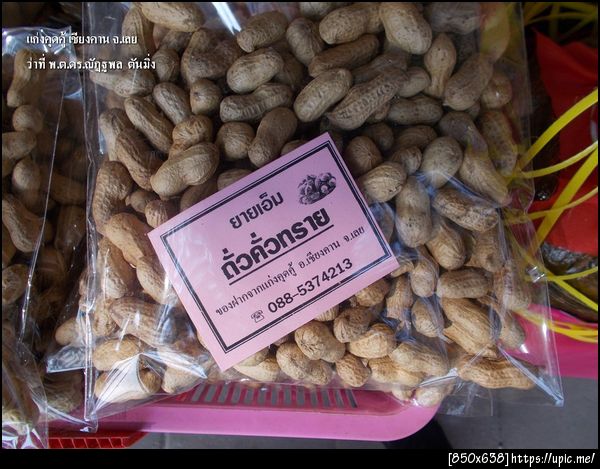 แก่งคุดคู้ เชียงคาน จ.เลย
ว่าที่ พ.ต.ดร.ณัฏฐพล ตันมิ่ง
ยายเอ็ม
ถั่วคั่วทราย
ของฝากจากแก่งคุดคู้ อ.เชียงคาน จ.เลย
☎ 088-5374213
[850x638]https://upic.me/